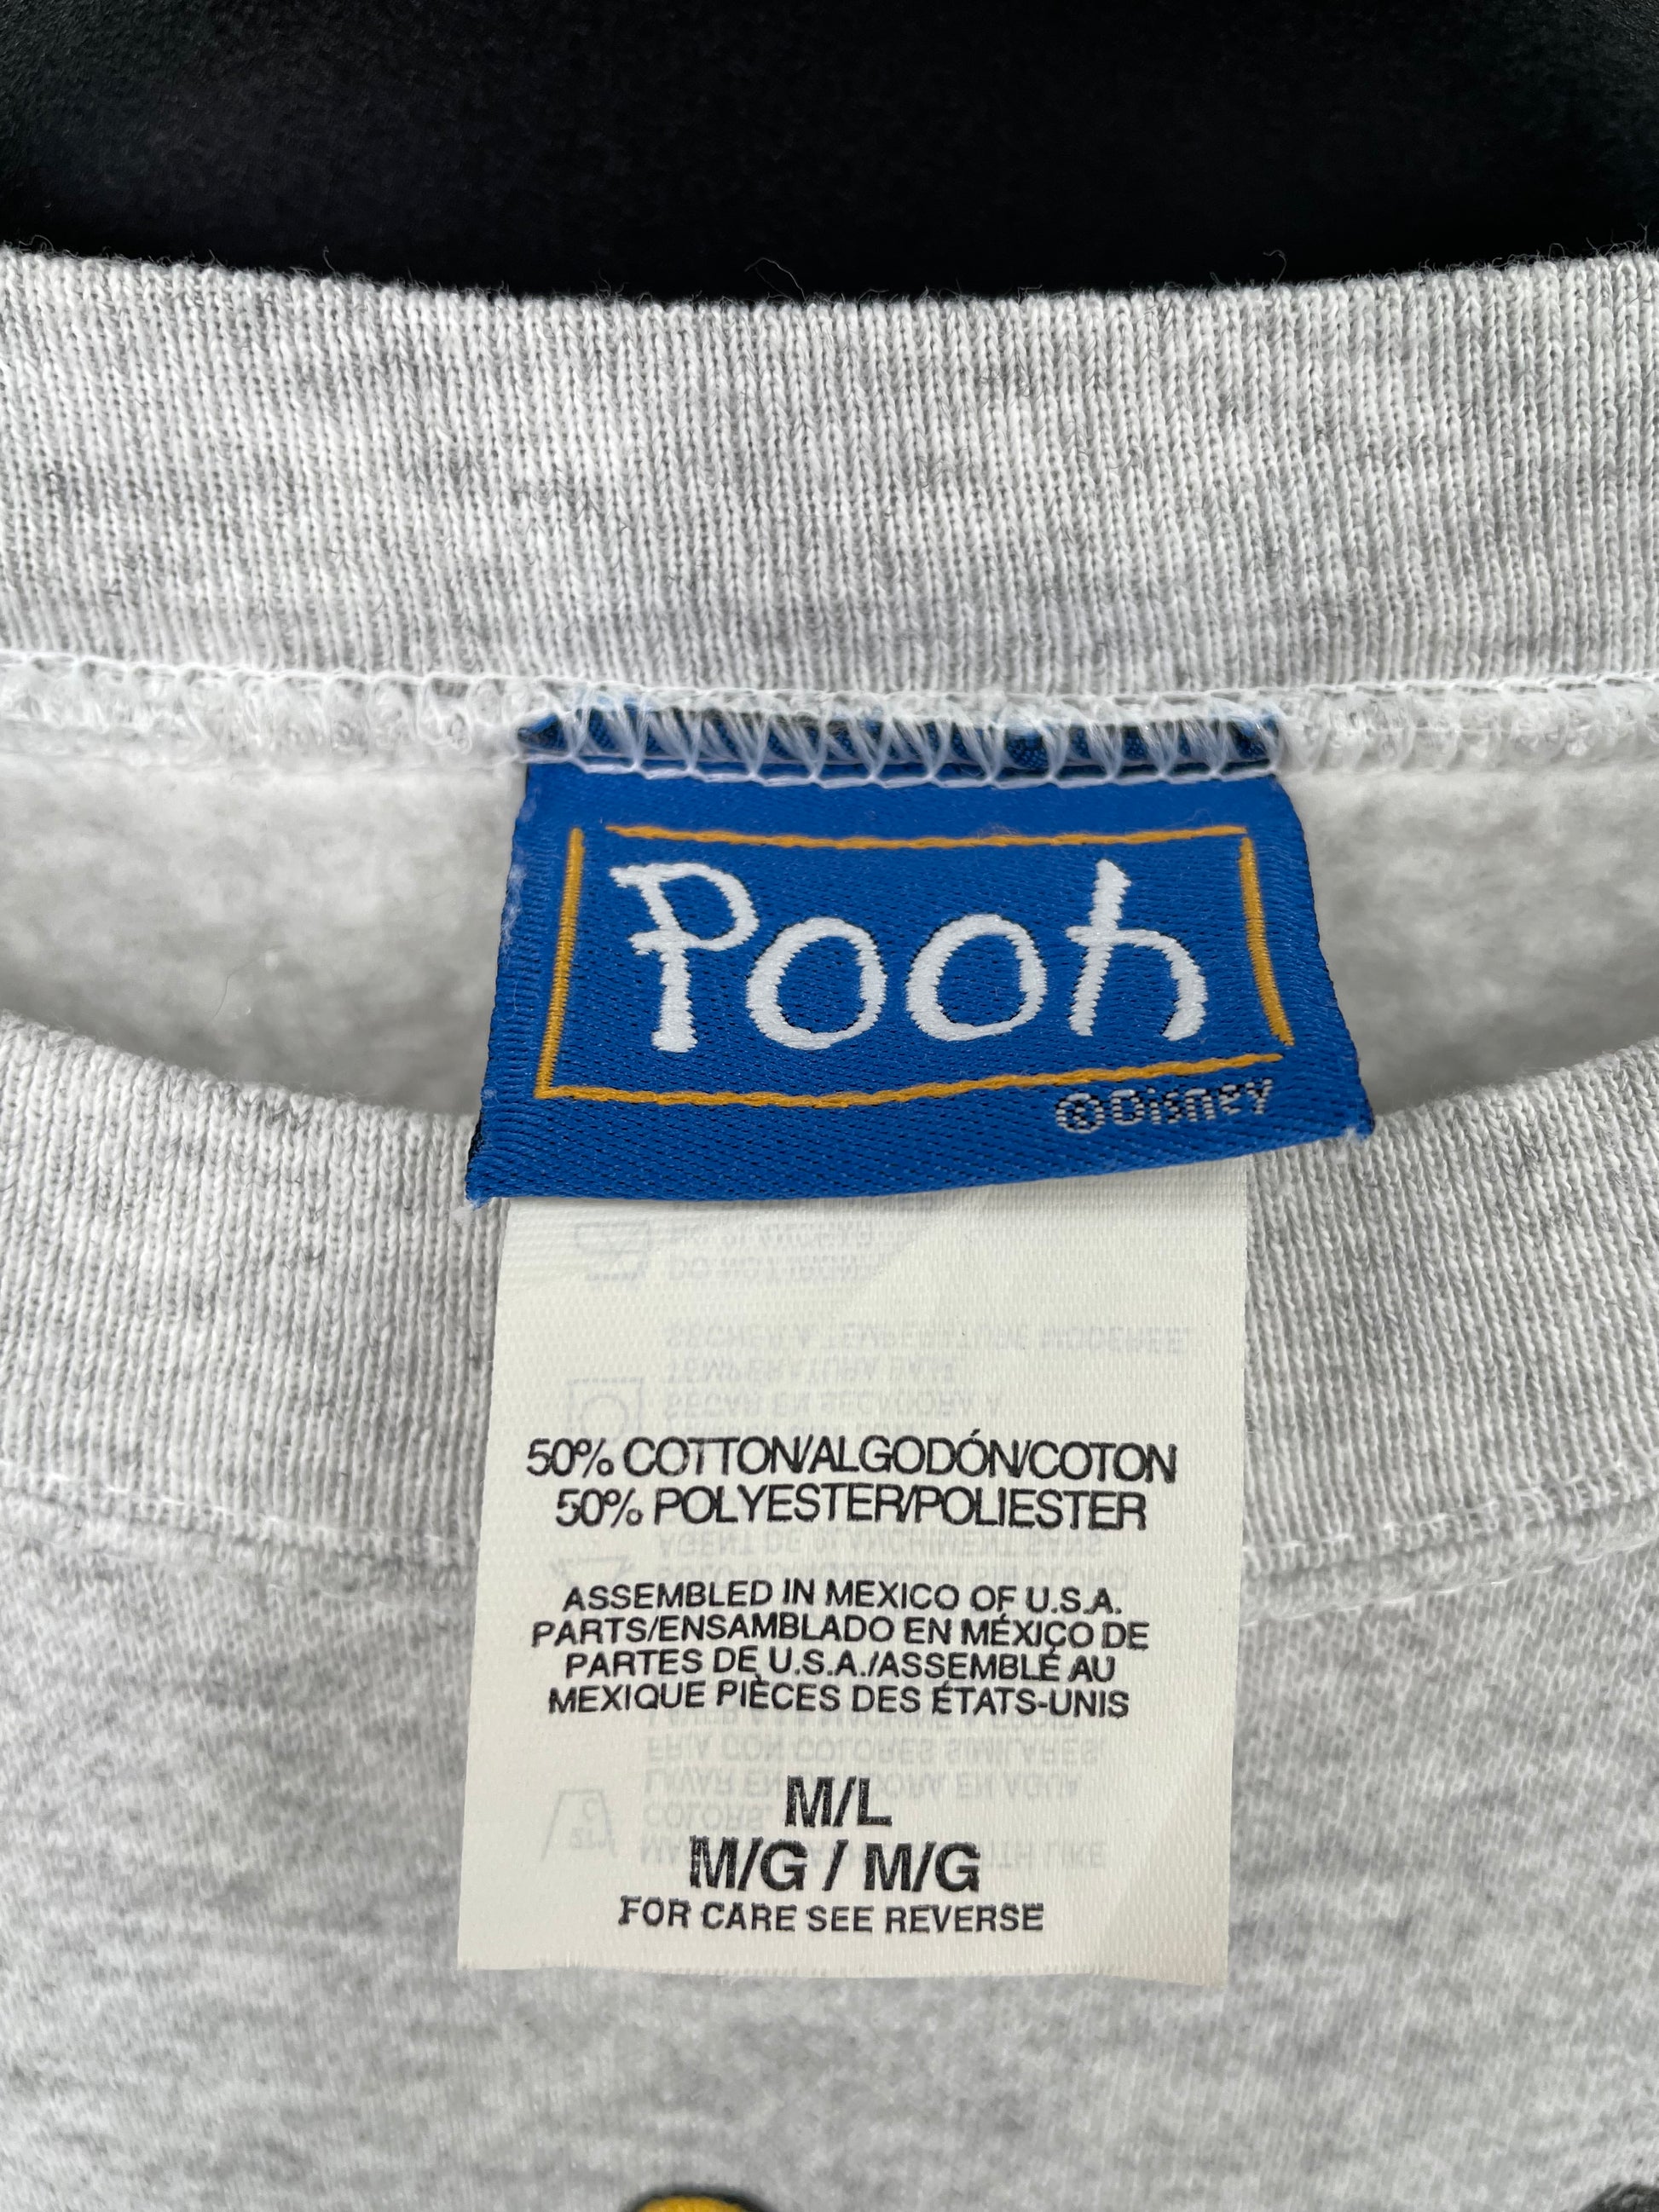 Pooh
©Disney
50% COTTON/ALGODÓN/COTON
50% POLYESTER/POLIESTER
ASSEMBLED IN MEXICO OF U.S.A.
PARTS/ENSAMBLADO EN MÉXICO DE
PARTES DE U.S.A./ASSEMBLÉ AU
MEXIQUE PIÈCES DES ÉTATS-UNIS
M/L
M/G / M/G
FOR CARE SEE REVERSE